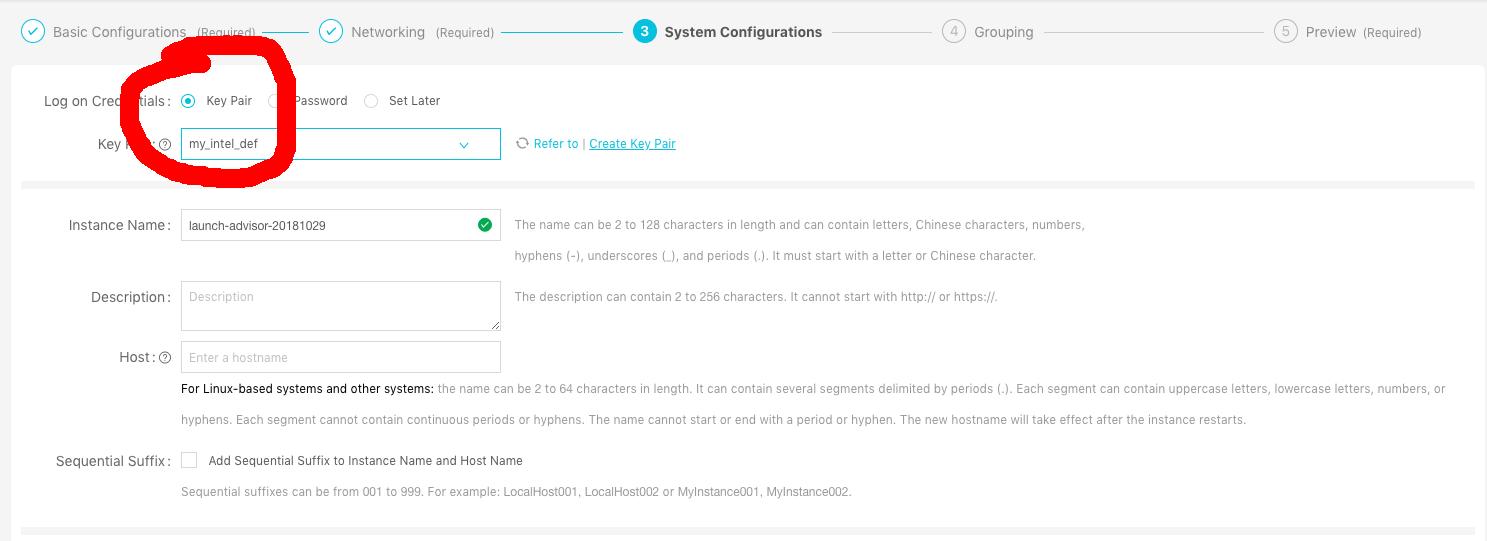 Basic Configurations (Required) Networking (Required) 3 System Configurations 4 Grouping 5 Preview (Required)
Log on Credentials : Key Pair Password Set Later
Key : ? my_intel_def Refer to | Create Key Pair
Instance Name : launch-advisor-20181029 The name can be 2 to 128 characters in length and can contain letters, Chinese characters, numbers,
hyphens (-), underscores (_), and periods (.). It must start with a letter or Chinese character.
Description : Description The description can contain 2 to 256 characters. It cannot start with http:// or https://.
Host : ? Enter a hostname
For Linux-based systems and other systems: the name can be 2 to 64 characters in length. It can contain several segments delimited by periods (.). Each segment can contain uppercase letters, lowercase letters, numbers, or
hyphens. Each segment cannot contain continuous periods or hyphens. The name cannot start or end with a period or hyphen. The new hostname will take effect after the instance restarts.
Sequential Suffix : Add Sequential Suffix to Instance Name and Host Name
Sequential suffixes can be from 001 to 999. For example: LocalHost001, LocalHost002 or MyInstance001, MyInstance002.